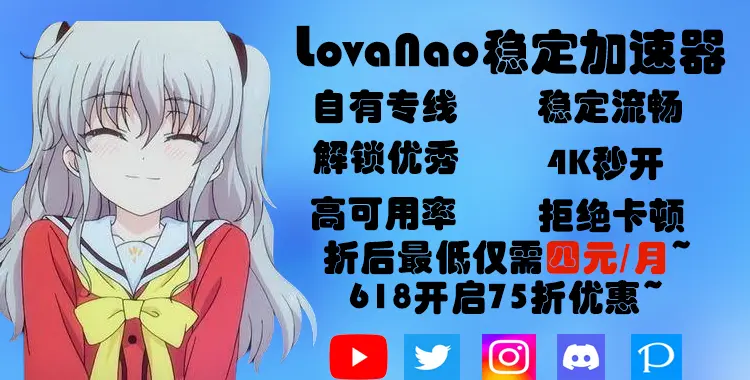 LovaNao稳定加速器
自有专线 稳定流畅
解锁优秀 4K秒开
高可用率 拒绝卡顿
折后最低仅需四元/月~
618开启75折优惠~